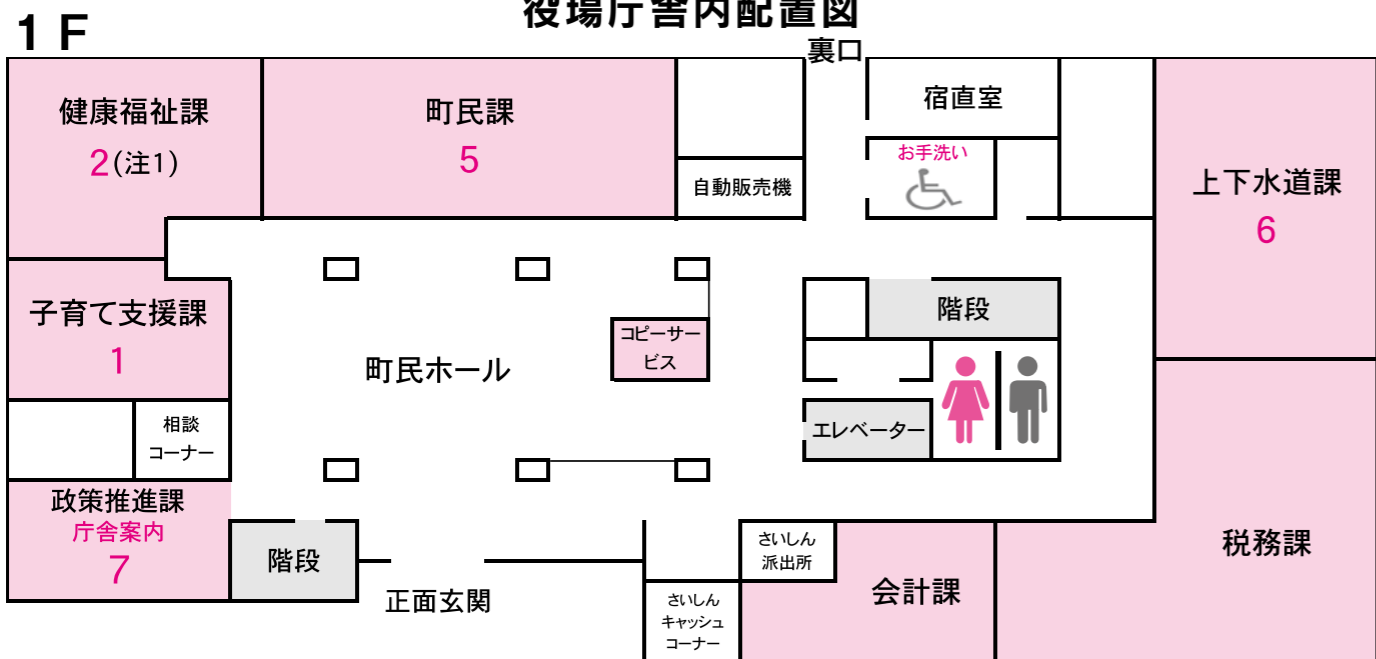 役場庁舎内配置図
1F
裏口
健康福祉課
2(注1)
町民課
5
自動販売機
宿直室
お手洗い
上下水道課
6
子育て支援課
1
町民ホール
コピーサー
ビス
階段
エレベーター
相談
コーナー
政策推進課
庁舎案内
7
階段
正面玄関
さいしん
キャッシュ
コーナー
さいしん
派出所
会計課
税務課